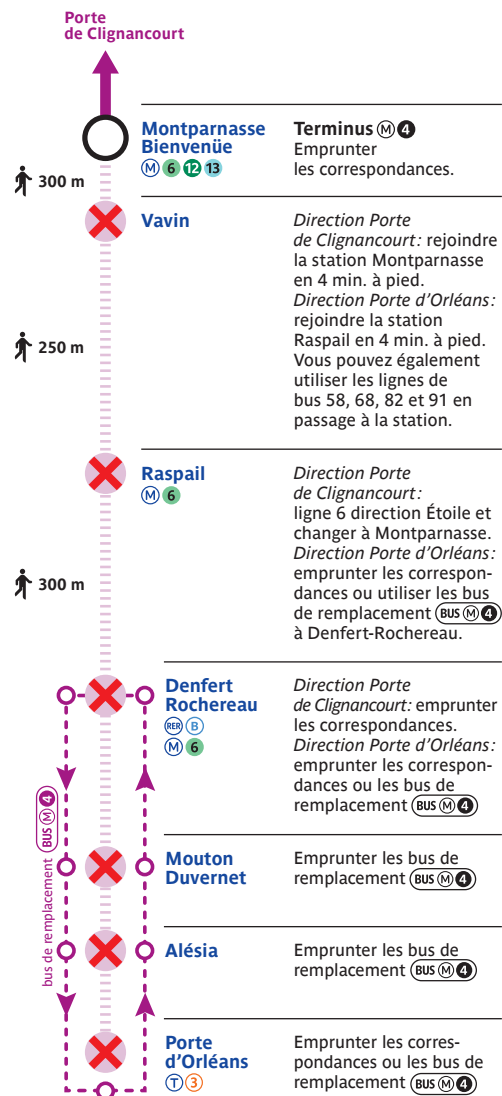 Porte
de Clignancourt
Montparnasse
Bienvenüe
M 6 12 13
Terminus M 4
Emprunter
les correspondances.
300 m
Vavin
Direction Porte
de Clignancourt : rejoindre
la station Montparnasse
en 4 min. à pied.
Direction Porte d'Orléans :
rejoindre la station
Raspail en 4 min. à pied.
Vous pouvez également
utiliser les lignes de
bus 58, 68, 82 et 91 en
passage à la station.
250 m
Raspail
M 6
Direction Porte
de Clignancourt :
ligne 6 direction Étoile et
changer à Montparnasse.
Direction Porte d'Orléans :
emprunter les correspon-
dances ou utiliser les bus
de remplacement BUS M 4
à Denfert-Rochereau.
300 m
Denfert
Rochereau
RER B
M 6
Direction Porte
de Clignancourt : emprunter
les correspondances.
Direction Porte d'Orléans :
emprunter les correspon-
dances ou les bus de
remplacement BUS M 4
bus de remplacement BUS M 4
Mouton
Duvernet
Emprunter les bus de
remplacement BUS M 4
Alésia
Emprunter les bus de
remplacement BUS M 4
Porte
d'Orléans
T 3
Emprunter les corres-
pondances ou les bus de
remplacement BUS M 4